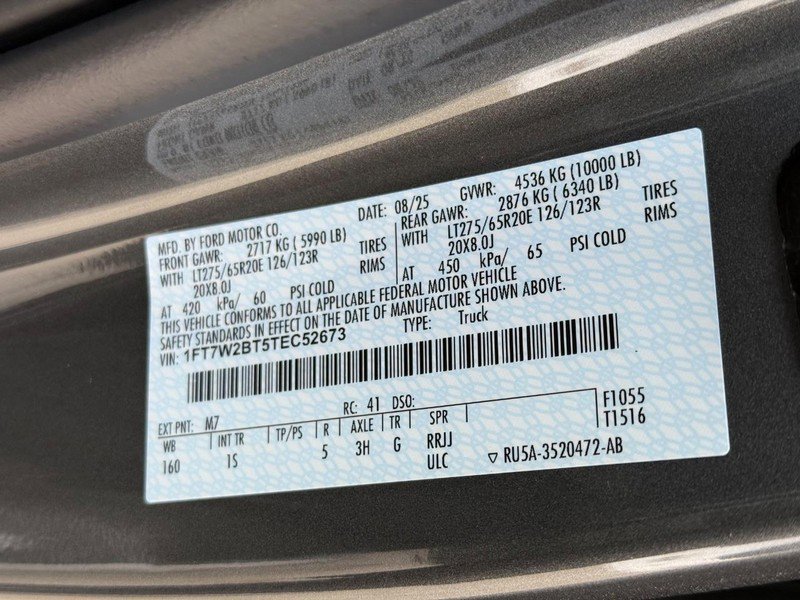 MFD. BY FORD MOTOR CO. DATE: 08/25 GVWR: 4536 KG (10000 LB)
FRONT GAWR: 2717 KG ( 5990 LB) REAR GAWR: 2876 KG ( 6340 LB)
WITH LT275/65R20E 126/123R TIRES WITH LT275/65R20E 126/123R TIRES
20X8.0J RIMS 20X8.0J RIMS
AT 420 kPa/ 60 PSI COLD AT 450 kPa/ 65 PSI COLD
THIS VEHICLE CONFORMS TO ALL APPLICABLE FEDERAL MOTOR VEHICLE
SAFETY STANDARDS IN EFFECT ON THE DATE OF MANUFACTURE SHOWN ABOVE.
VIN: 1FT7W2BT5TEC52673 TYPE: Truck
EXT PNT: M7 RC: 41 DSO: F1055
WB INT TR TP/PS R AXLE TR SPR T1516
160 1S 5 3H G RRJJ
ULC ▽ RU5A-3520472-AB